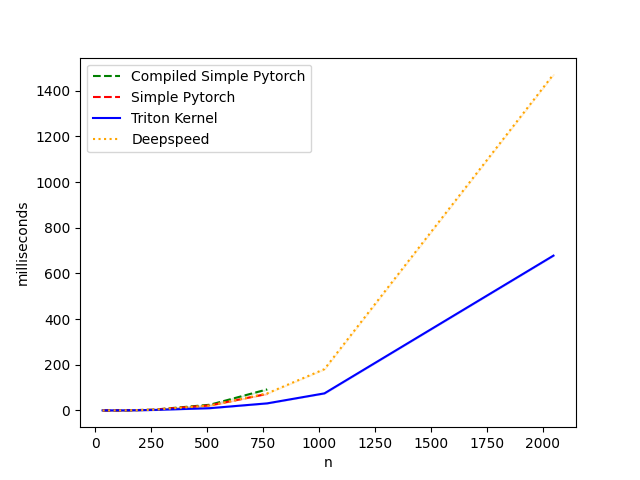 Compiled Simple Pytorch
Simple Pytorch
Triton Kernel
Deepspeed
milliseconds
1400
1200
1000
800
600
400
200
0
0 250 500 750 1000 1250 1500 1750 2000
n